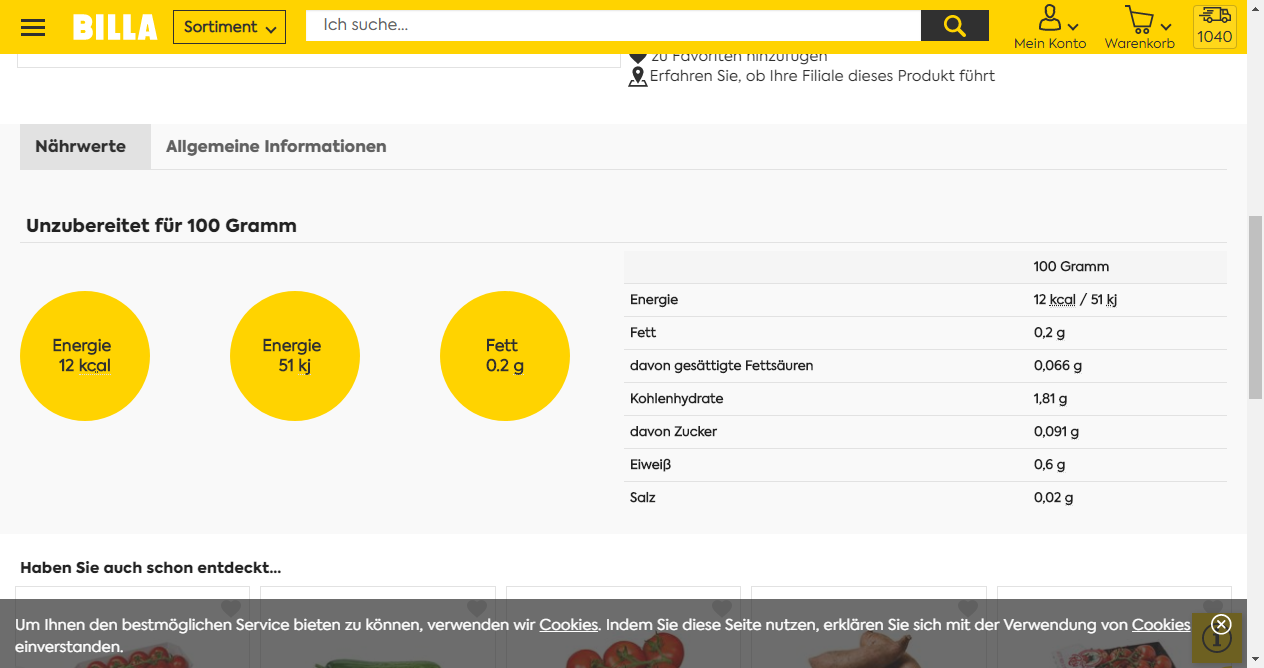 BILLA
Sortiment
Ich suche...
Mein Konto
Warenkorb
1040
zu Favoriten hinzufügen
Erfahren Sie, ob Ihre Filiale dieses Produkt führt
Nährwerte
Allgemeine Informationen
Unzubereitet für 100 Gramm
Energie
12 kcal
Energie
51 kj
Fett
0.2 g
100 Gramm
Energie 12 kcal / 51 kj
Fett 0,2 g
davon gesättigte Fettsäuren 0,066 g
Kohlenhydrate 1,81 g
davon Zucker 0,091 g
Eiweiß 0,6 g
Salz 0,02 g
Haben Sie auch schon entdeckt...
Um Ihnen den bestmöglichen Service bieten zu können, verwenden wir Cookies. Indem Sie diese Seite nutzen, erklären Sie sich mit der Verwendung von Cookies
einverstanden.